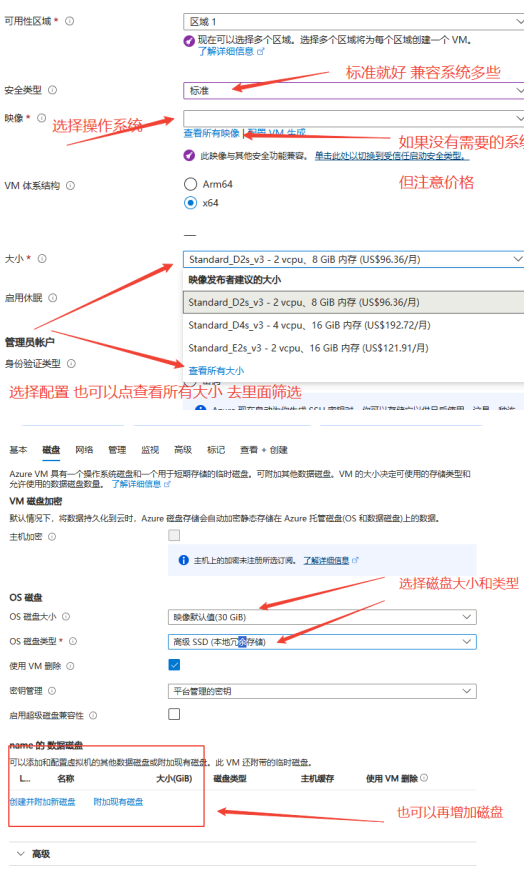 可用性区域 *
区域 1
现在可以选择多个区域。选择多个区域将为每个区域创建一个 VM。
了解详细信息
标准就好 兼容系统多些
安全类型
标准
映像 *
选择操作系统
查看所有映像 | 配置 VM 生成
如果没有需要的系统
此映像与其他安全功能兼容。 单击此处以切换到受信任启动安全类型。
VM 体系结构
Arm64
但注意价格
x64
大小 *
Standard_D2s_v3 - 2 vcpu、8 GiB 内存 (US$96.36/月)
映像发布者建议的大小
启用休眠
Standard_D2s_v3 - 2 vcpu、8 GiB 内存 (US$96.36/月)
Standard_D4s_v3 - 4 vcpu、16 GiB 内存 (US$192.72/月)
管理员帐户
Standard_E2s_v3 - 2 vcpu、16 GiB 内存 (US$121.91/月)
身份验证类型
查看所有大小
选择配置 也可以点查看所有大小 去里面筛选
基本 磁盘 网络 管理 监视 高级 标记 查看 + 创建
Azure VM 具有一个操作系统磁盘和一个用于短期存储的临时磁盘。可附加其他数据磁盘。VM 的大小决定可使用的存储类型和
允许使用的数据磁盘数量。 了解详细信息
VM 磁盘加密
默认情况下，将数据持久化到云时，Azure 磁盘存储会自动加密静态存储在 Azure 托管磁盘(OS 和数据磁盘)上的数据。
主机加密
主机上的加密未注册所选订阅。 了解详细信息
选择磁盘大小和类型
OS 磁盘
OS 磁盘大小
映像默认值(30 GiB)
OS 磁盘类型 *
高级 SSD (本地冗余存储)
使用 VM 删除
密钥管理
平台管理的密钥
启用超级磁盘兼容性
name 的 数据磁盘
可以添加和配置虚拟机的其他数据磁盘或附加现有磁盘。此 VM 还附带的临时磁盘。
L... 名称 大小(GiB) 磁盘类型 主机缓存 使用 VM 删除
创建并附加新磁盘 附加现有磁盘
也可以再增加磁盘
高级